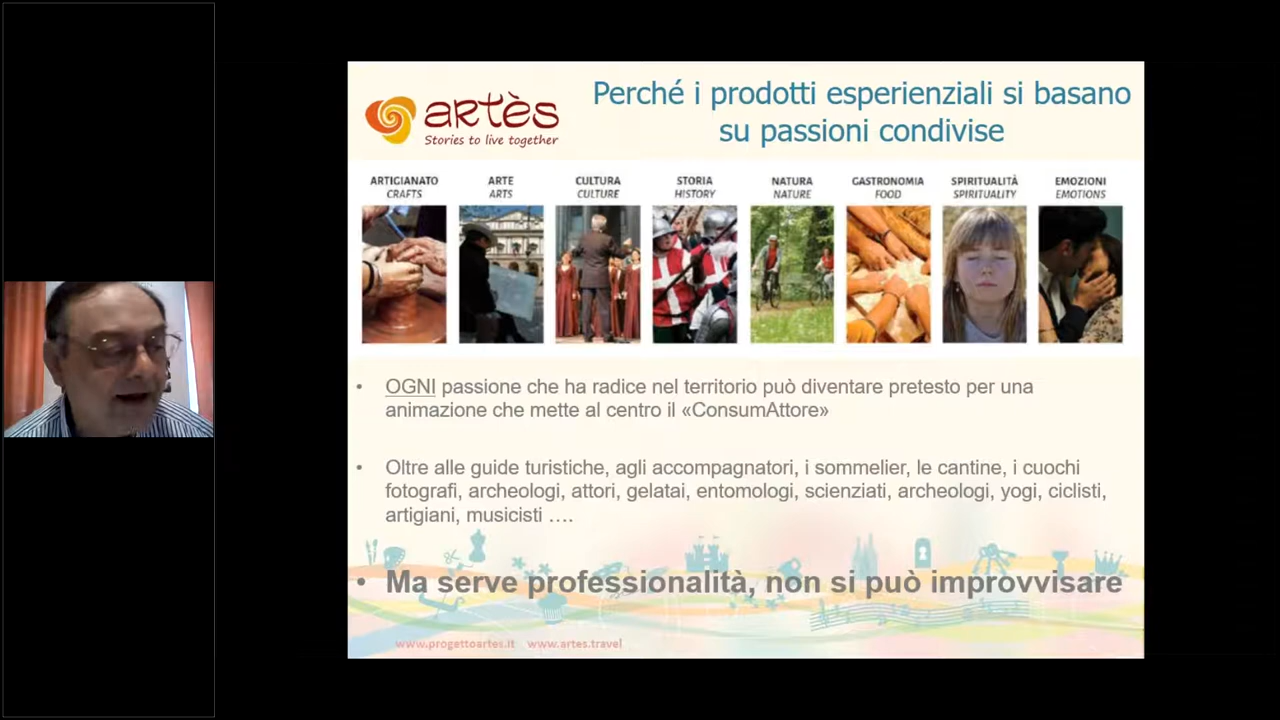 artès
Stories to live together
Perché i prodotti esperienziali si basano
su passioni condivise
ARTIGIANATO
CRAFTS
ARTE
ARTS
CULTURA
CULTURE
STORIA
HISTORY
NATURA
NATURE
GASTRONOMIA
FOOD
SPIRITUALITÀ
SPIRITUALITY
EMOZIONI
EMOTIONS
• OGNI passione che ha radice nel territorio può diventare pretesto per una
animazione che mette al centro il «ConsumAttore»
• Oltre alle guide turistiche, agli accompagnatori, i sommelier, le cantine, i cuochi
fotografi, archeologi, attori, gelatai, entomologi, scienziati, archeologi, yogi, ciclisti,
artigiani, musicisti ….
• Ma serve professionalità, non si può improvvisare
www.progettoartes.it www.artes.travel